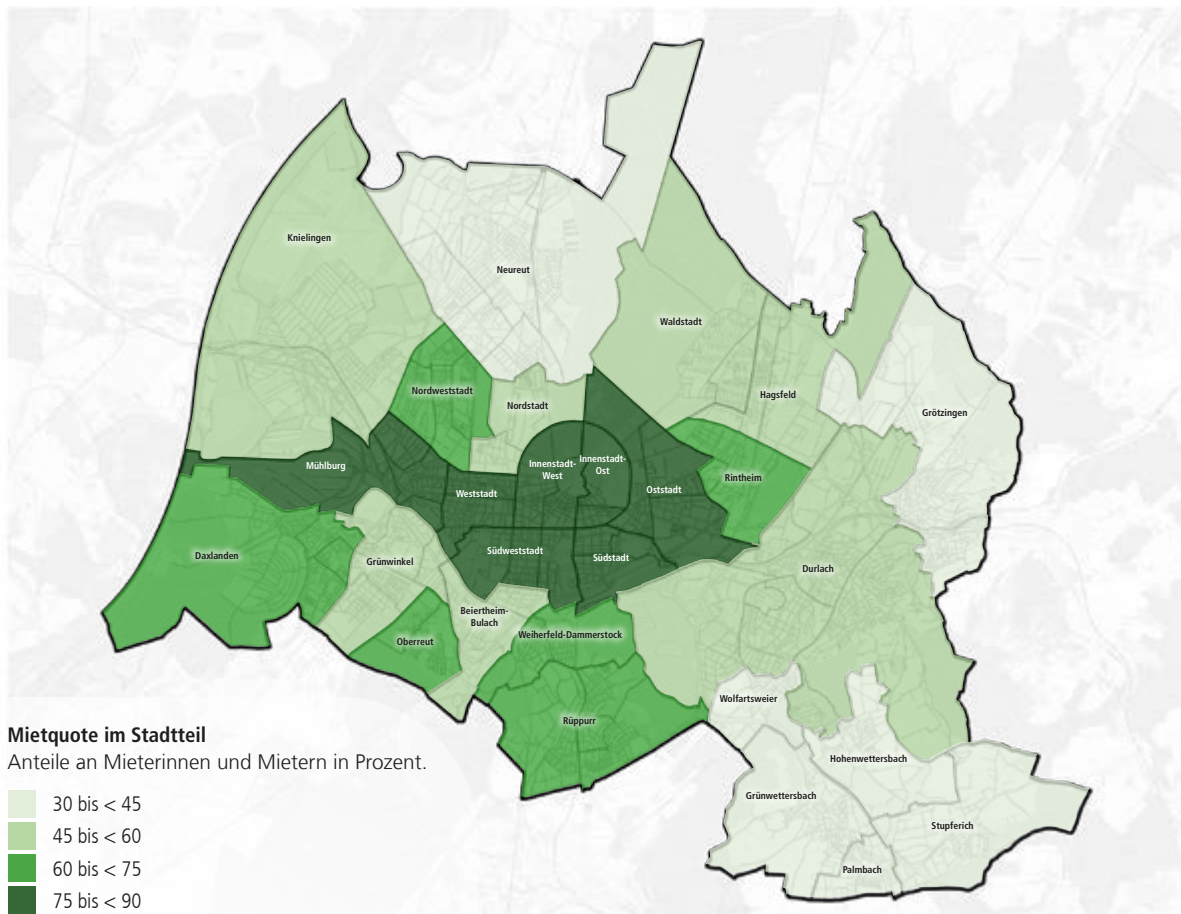 Knielingen
Neureut
Waldstadt
Nordweststadt
Nordstadt
Hagsfeld
Grötzingen
Mühlburg
Innenstadt-
West
Innenstadt-
Ost
Weststadt
Oststadt
Rintheim
Südweststadt
Südstadt
Daxlanden
Grünwinkel
Durlach
Beiertheim-
Bulach
Oberreut
Weiherfeld-Dammerstock
Wolfartsweier
Rüppurr
Hohenwettersbach
Grünwettersbach
Stupferich
Palmbach
Mietquote im Stadtteil
Anteile an Mieterinnen und Mietern in Prozent.
30 bis < 45
45 bis < 60
60 bis < 75
75 bis < 90